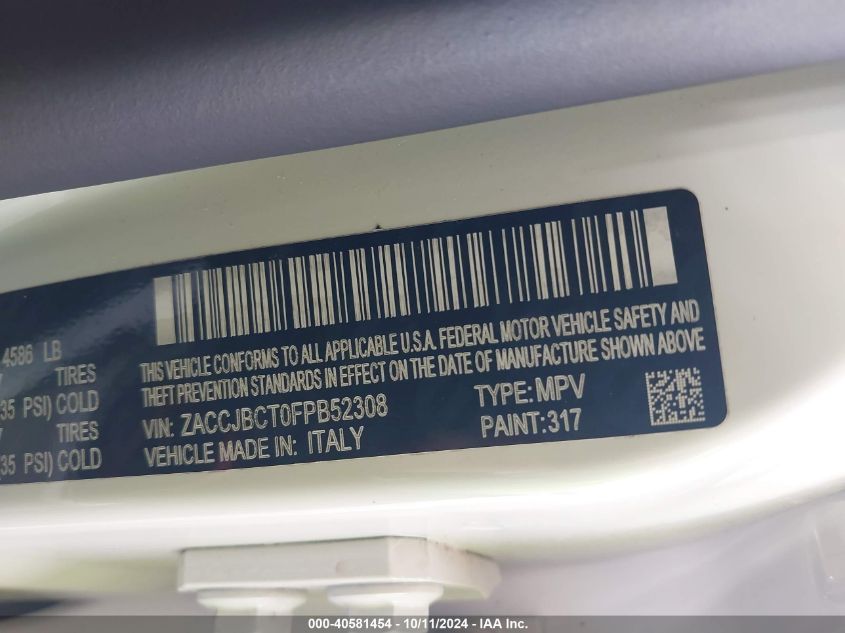 4586 LB
TIRES
35 PSI) COLD
TIRES
35 PSI) COLD
THIS VEHICLE CONFORMS TO ALL APPLICABLE U.S.A. FEDERAL MOTOR VEHICLE SAFETY AND
THEFT PREVENTION STANDARDS IN EFFECT ON THE DATE OF MANUFACTURE SHOWN ABOVE
VIN: ZACCJBCT0FPB52308 TYPE: MPV
VEHICLE MADE IN: ITALY PAINT: 317
000-40581454 - 10/11/2024 - IAA Inc.